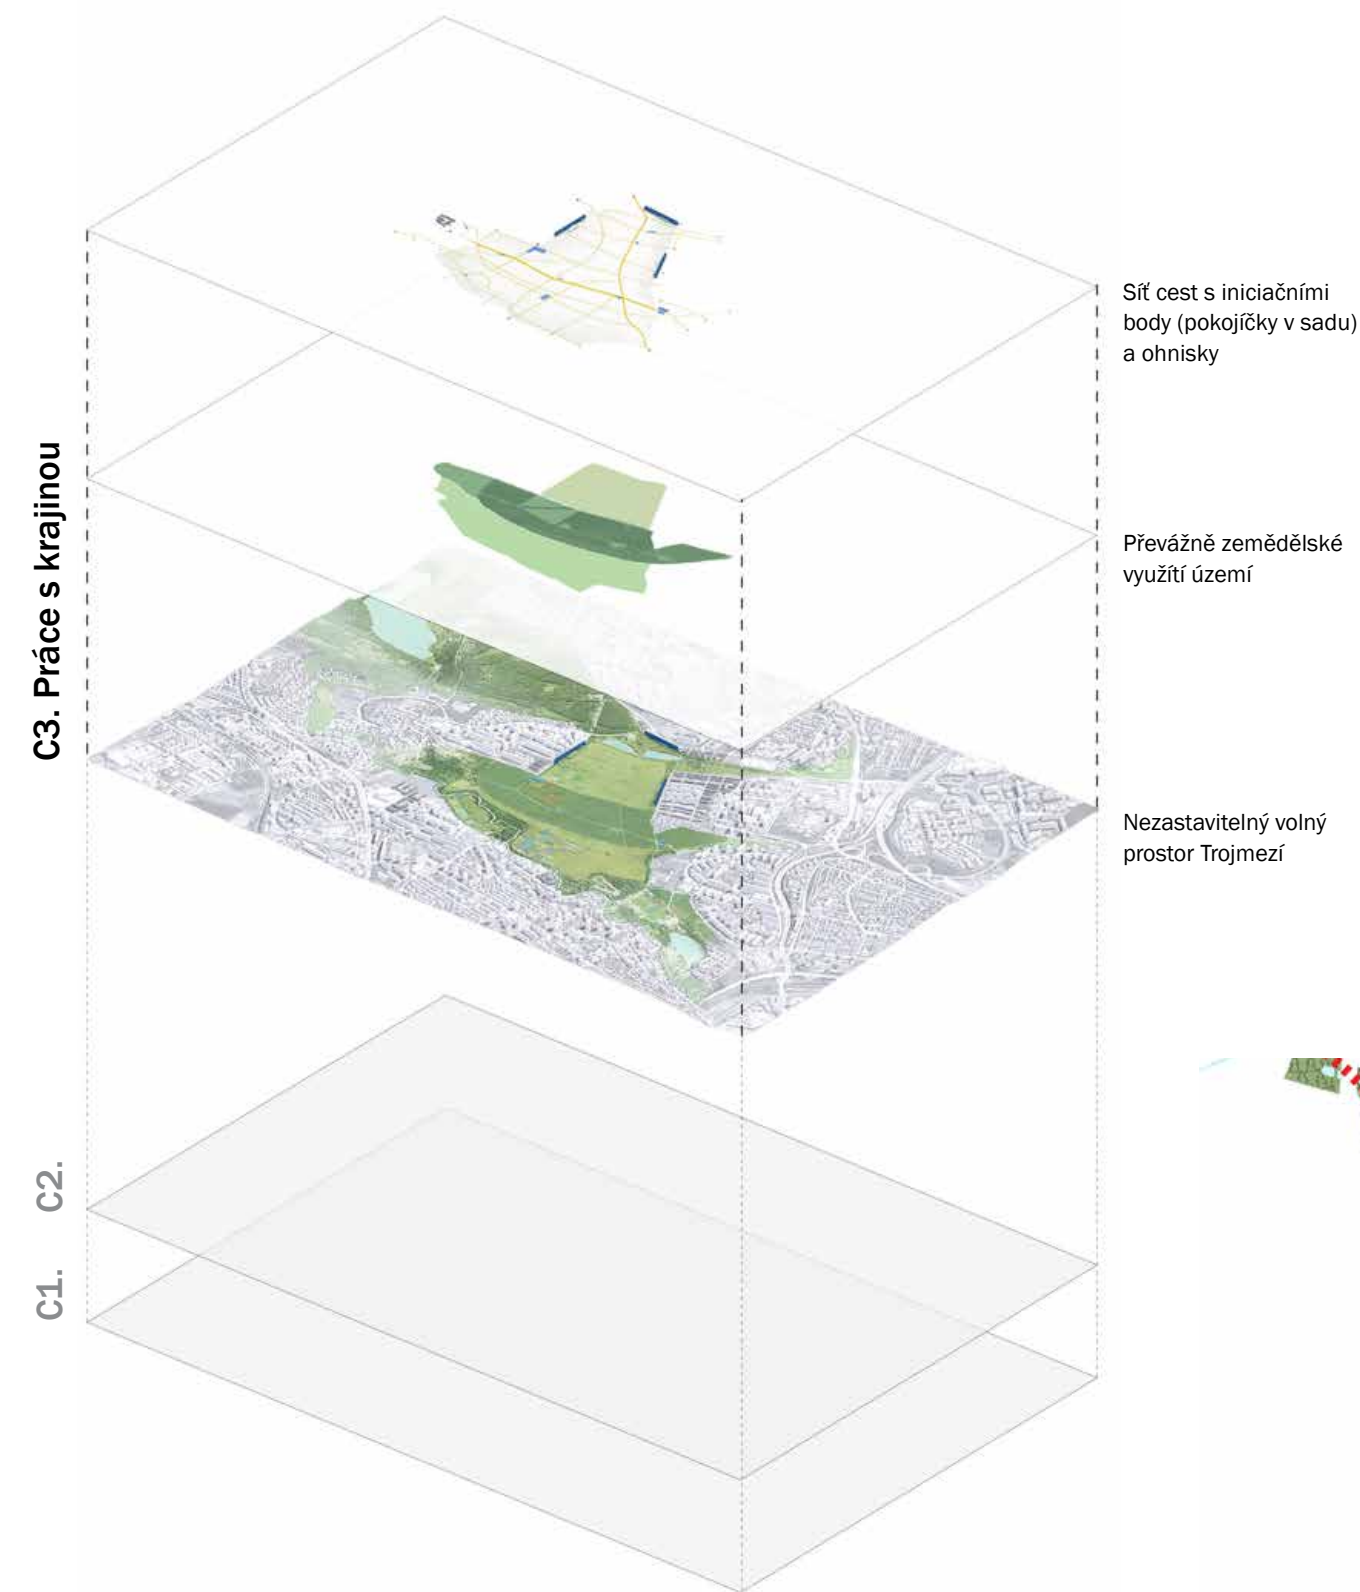 C3. Práce s krajinou
Síť cest s iniciačními
body (pokojíčky v sadu)
a ohnisky
Převážně zemědělské
využítí území
Nezastavitelný volný
prostor Trojmezí
C2.
C1.